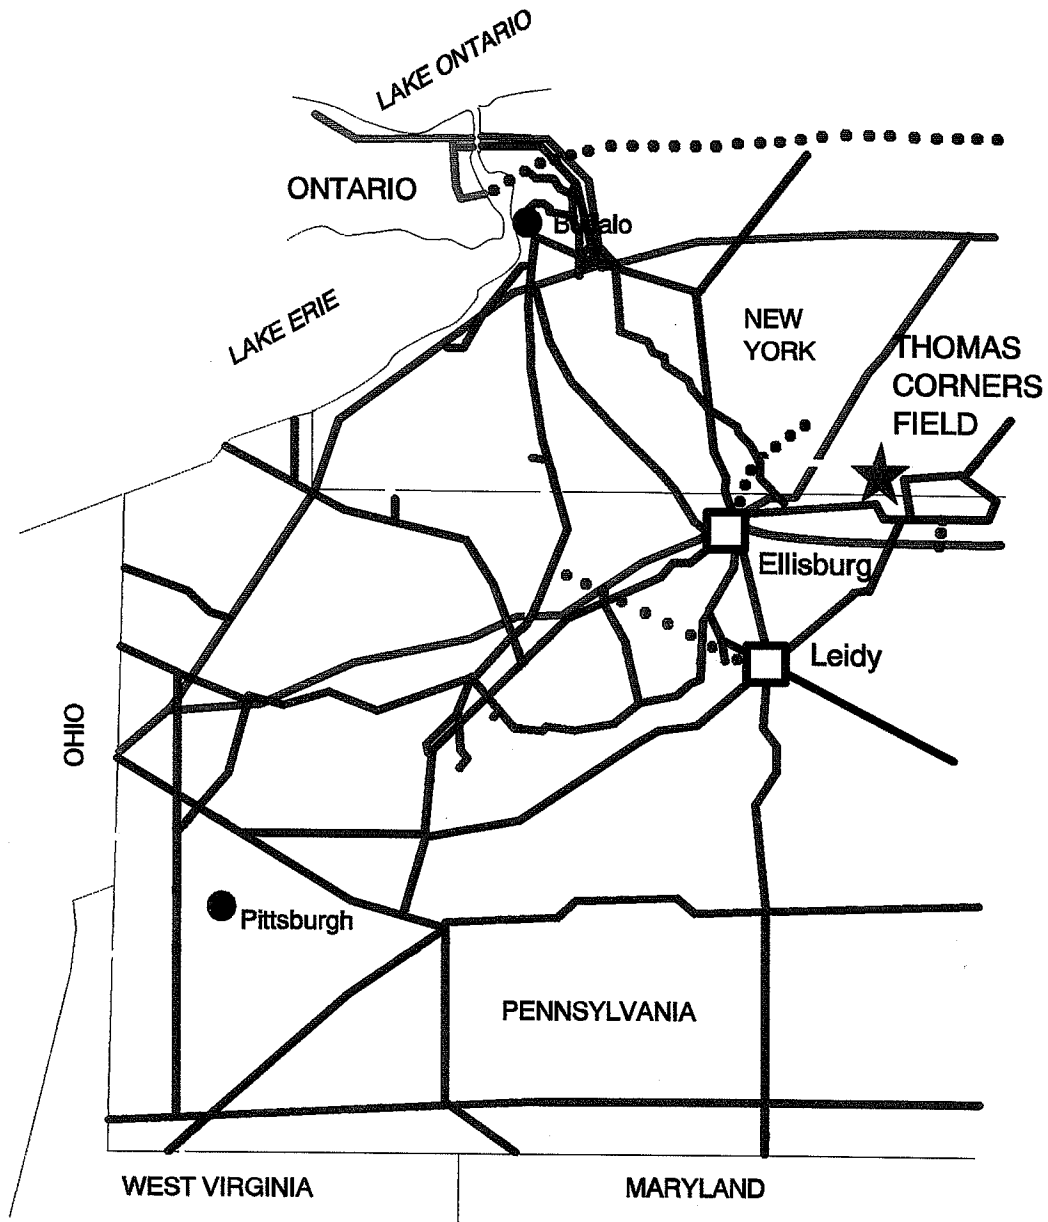 LAKE ONTARIO
ONTARIO
Buffalo
LAKE ERIE
NEW
YORK
THOMAS
CORNERS
FIELD
Ellisburg
Leidy
OHIO
Pittsburgh
PENNSYLVANIA
WEST VIRGINIA
MARYLAND